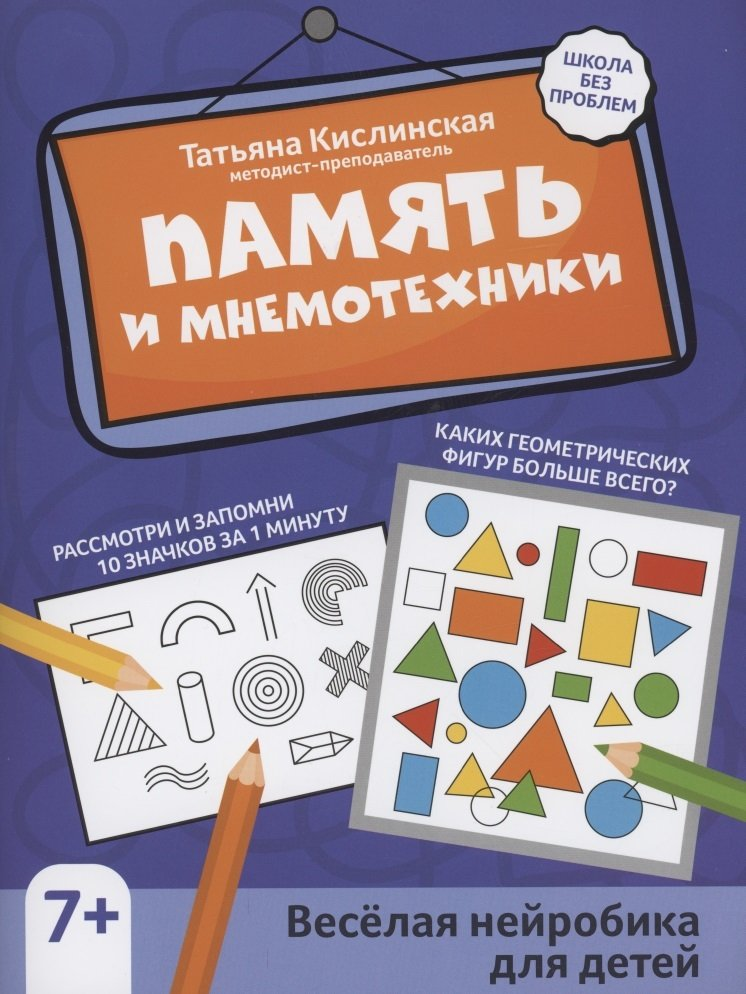 ШКОЛА
БЕЗ
ПРОБЛЕМ
Татьяна Кислинская
методист-преподаватель
ПАМЯТЬ
И МНЕМОТЕХНИКИ
КАКИХ ГЕОМЕТРИЧЕСКИХ
ФИГУР БОЛЬШЕ ВСЕГО?
РАССМОТРИ И ЗАПОМНИ
10 ЗНАЧКОВ ЗА 1 МИНУТУ
7+
Весёлая нейробика
для детей